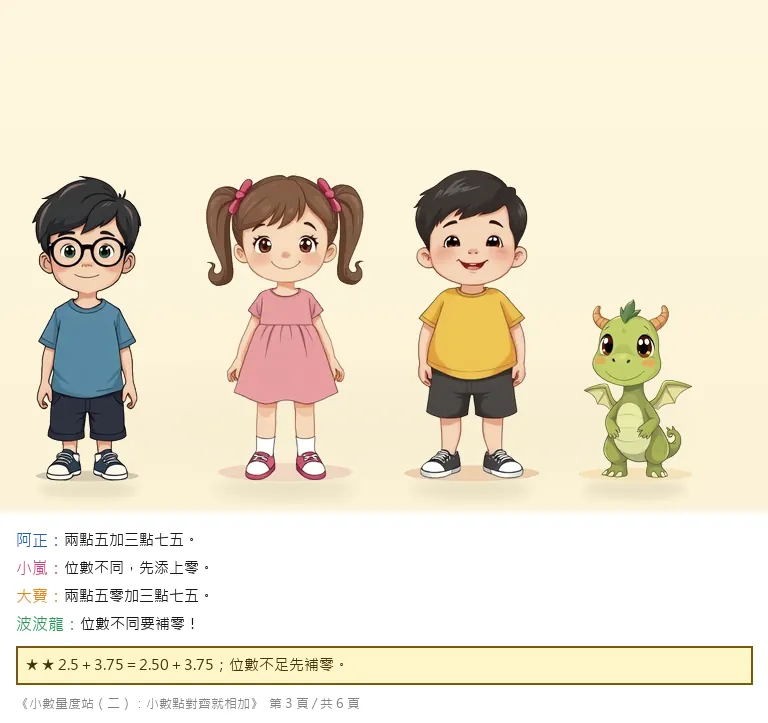 阿正：兩點五加三點七五。
小嵐：位數不同，先添上零。
大寶：兩點五零加三點七五。
波波龍：位數不同要補零！
★★ 2.5 + 3.75 = 2.50 + 3.75；位數不足先補零。
《小數量度站（二）：小數點對齊就相加》 第 3 頁 / 共 6 頁